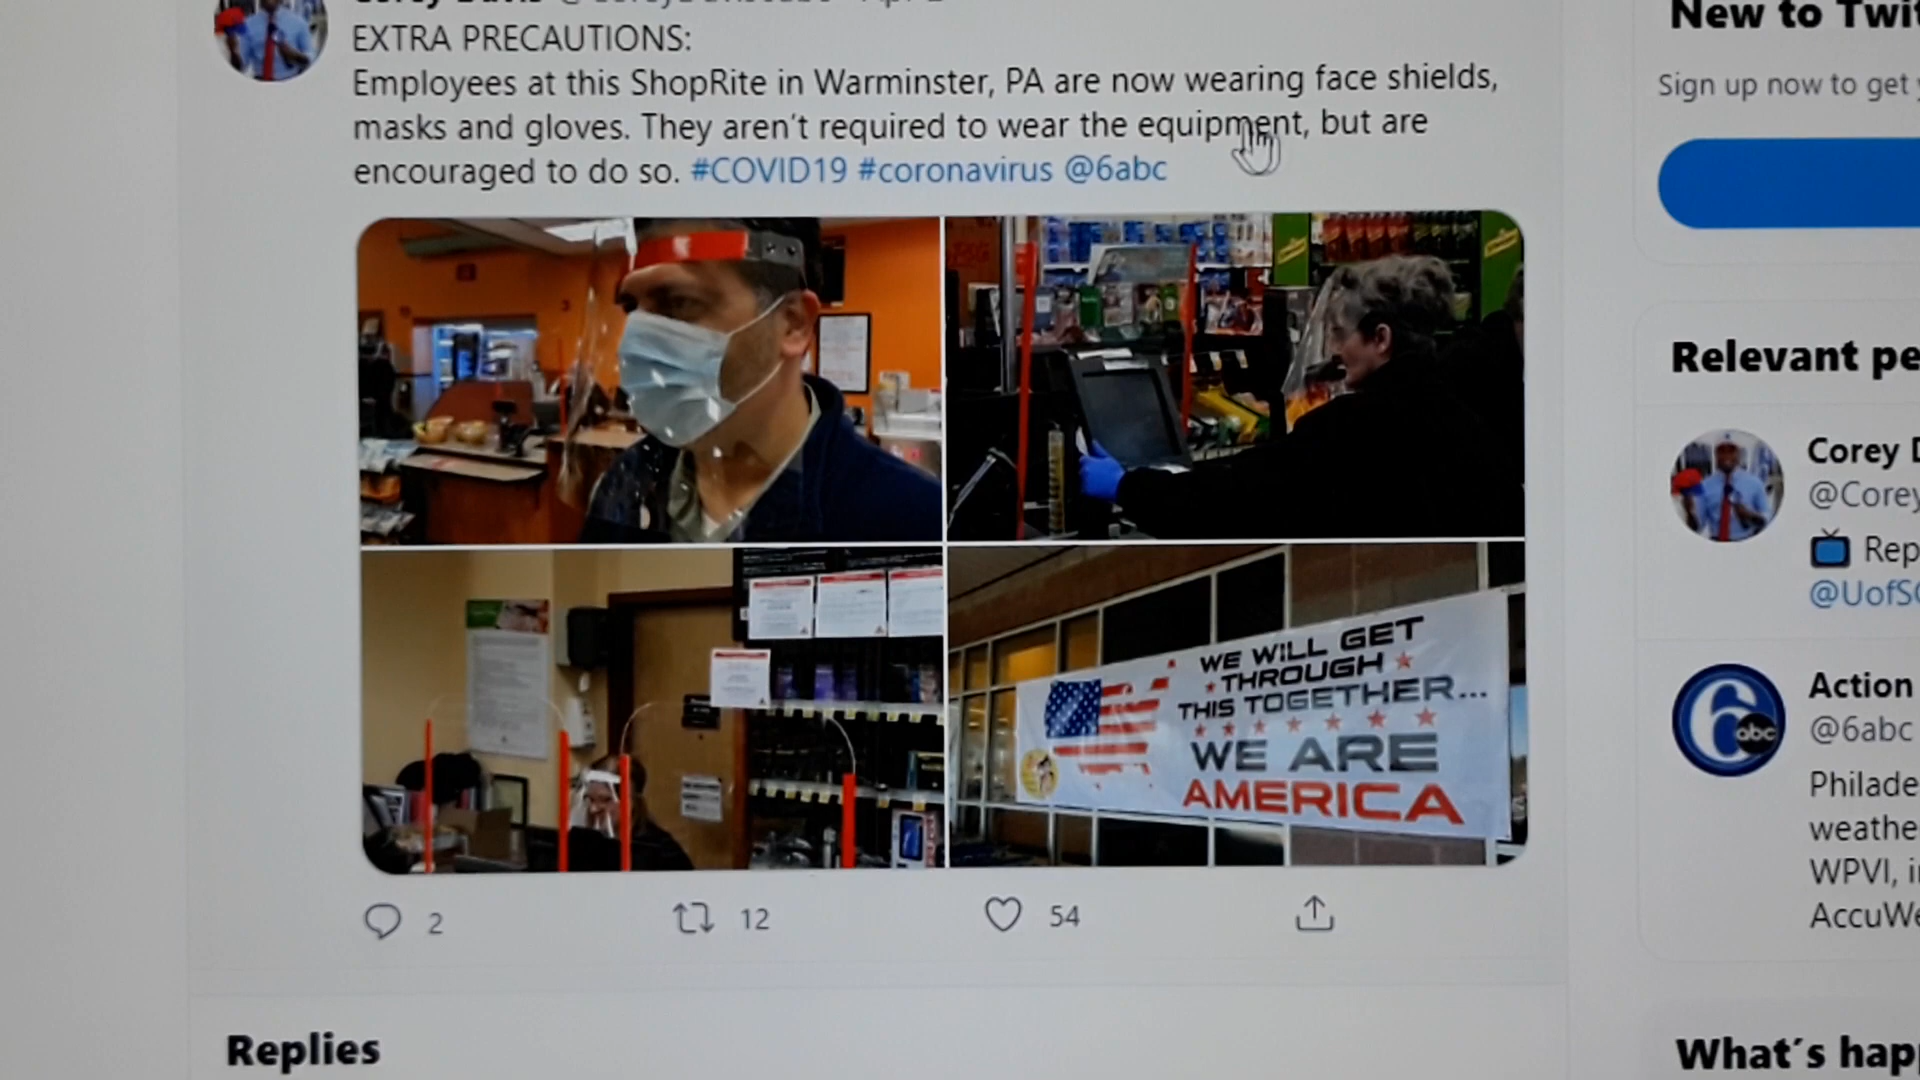 EXTRA PRECAUTIONS:
Employees at this ShopRite in Warminster, PA are now wearing face shields,
masks and gloves. They aren't required to wear the equipment, but are
encouraged to do so. #COVID19 #coronavirus @6abc
WE WILL GET
THROUGH
THIS TOGETHER...
WE ARE
AMERICA
2
12
54
Replies
New to Twit
Sign up now to get
Relevant pe
Corey D
@Corey
Rep
@UofSC
6
abc
Action
@6abc
Philade
weathe
WPVI, i
AccuWe
What's hap